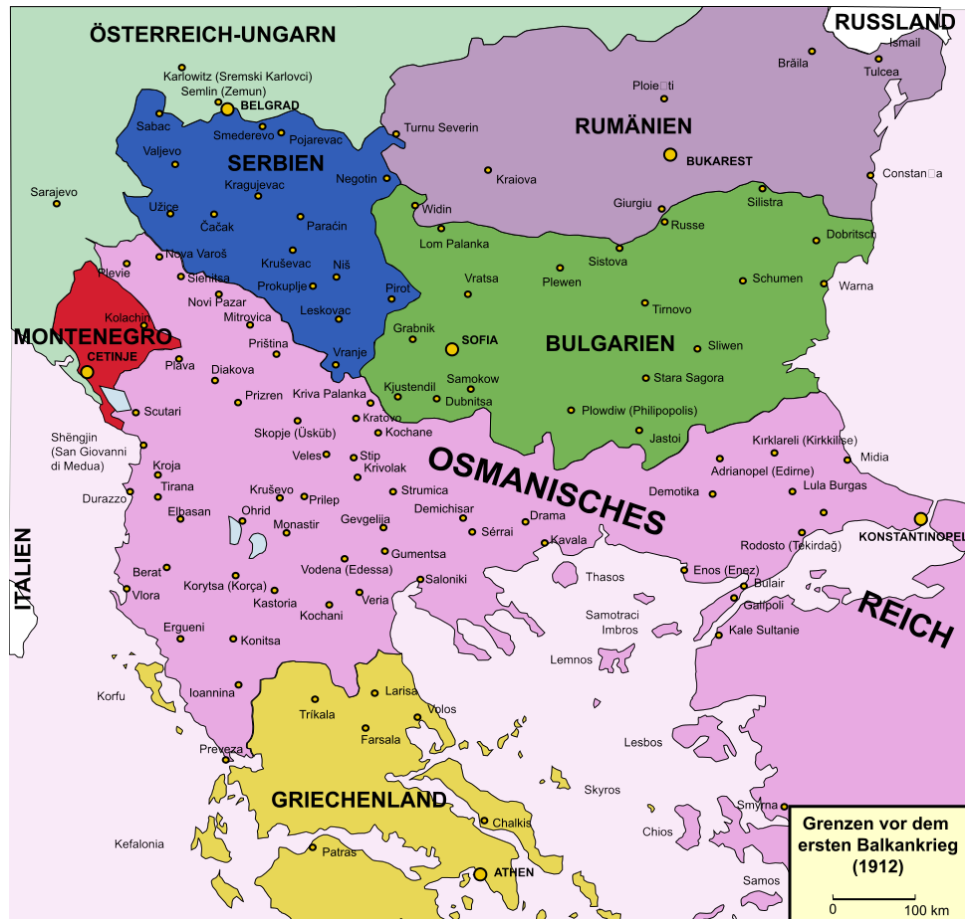 RUSSLAND
ÖSTERREICH-UNGARN
Ismail
Brăila
Tulcea
Karlowitz (Sremski Karlovci)
Semlin (Zemun)
BELGRAD
Ploie□ti
Sabac
Smederevo
Pojarevac
Turnu Severin
RUMÄNIEN
Valjevo
SERBIEN
BUKAREST
Negotin
Kraiova
Constan□a
Sarajevo
Kragujevac
Silistra
Užice
Čačak
Paraćin
Widin
Giurgiu
Russe
Lom Palanka
Dobritsch
Nova Varoš
Kruševac
Sistova
Plevie
Sienitsa
Niš
Prokuplje
Vratsa
Plewen
Schumen
Warna
Novi Pazar
Pirot
Tirnovo
Kolachin
Mitrovica
Leskovac
Grabnik
MONTENEGRO
SOFIA
BULGARIEN
Sliwen
CETINJE
Priština
Plava
Vranje
Diakova
Kjustendil
Samokow
Stara Sagora
Prizren
Kriva Palanka
Dubnitsa
Scutari
Kratovo
Plowdiw (Philipopolis)
Skopje (Üsküb)
Kochane
Jastoi
Shëngjin
(San Giovanni
di Medua)
Kırklareli (Kirkkilise)
Veles
Stip
OSMANISCHES
Midia
Kroja
Krivolak
Adrianopel (Edirne)
Tirana
Durazzo
Kruševo
Prilep
Strumica
Demotika
Lula Burgas
Elbasan
Ohrid
Demichisar
Drama
Monastir
Gevgelija
Sérrai
KONSTANTINOPEL
Kavala
Rodosto (Tekirdağ)
Gumentsa
ITALIEN
Berat
Vodena (Edessa)
Enos (Enez)
Korytsa (Korça)
Saloniki
Thasos
Bulair
Vlora
Kastoria
Veria
Gallipoli
REICH
Kochani
Samotraci
Ergueni
Konitsa
Imbros
Kale Sultanie
Lemnos
Korfu
Ioannina
Larisa
Tríkala
Volos
Farsala
Lesbos
Preveza
Skyros
GRIECHENLAND
Smyrna
Chalkis
Chios
Kefalonia
Patras
ATHEN
Samos
Grenzen vor dem
ersten Balkankrieg
(1912)
0
100 km